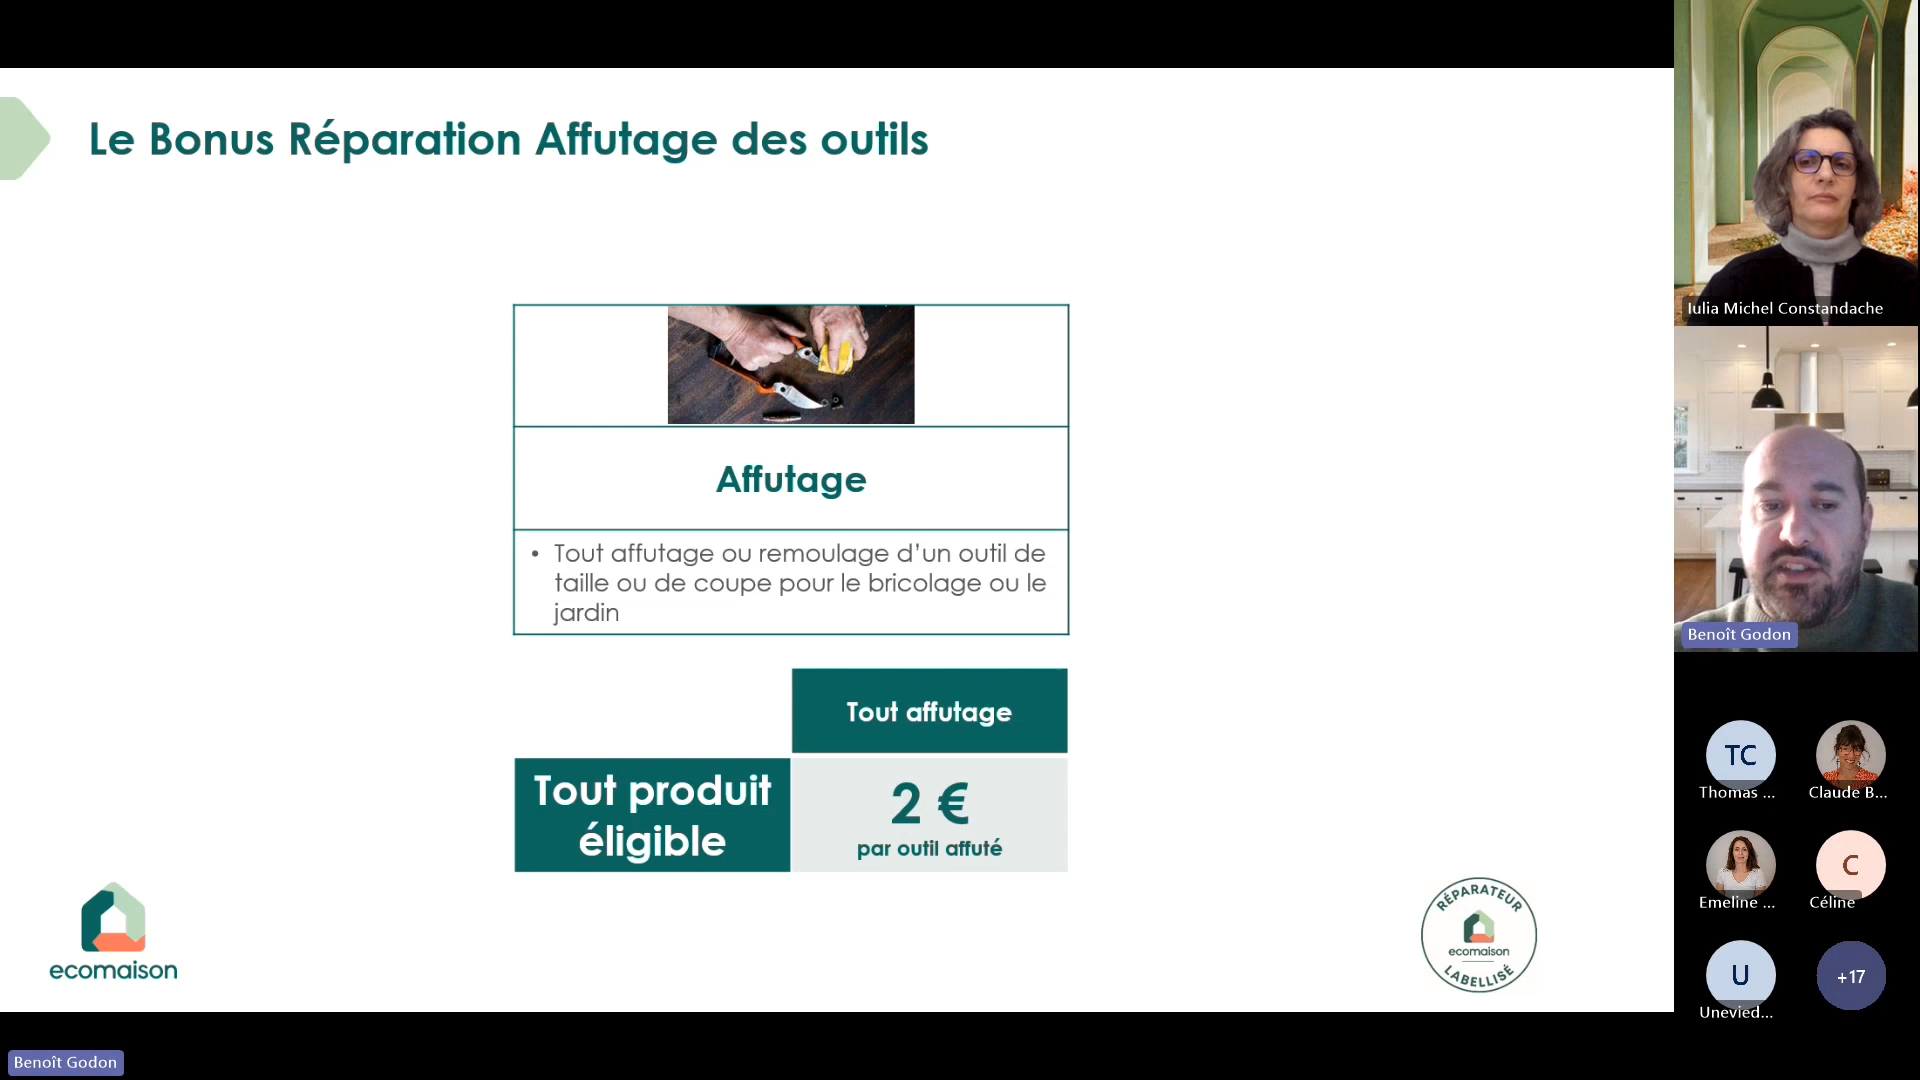 Le Bonus Réparation Affutage des outils
Affutage
• Tout affutage ou remoulage d’un outil de
taille ou de coupe pour le bricolage ou le
jardin
Tout affutage
Tout produit
éligible
2 €
par outil affuté
ecomaison
RÉPARATEUR
ecomaison
LABELLISÉ
Iulia Michel Constandache
Benoît Godon
TC
Thomas ...
Claude B...
Emeline ...
C
Céline
U
Unevied...
+17
Benoît Godon